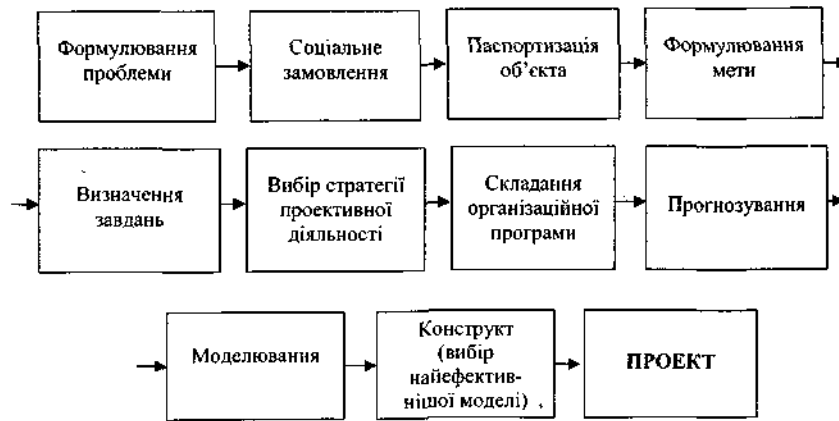 Формулювання
проблеми
Соціальне
замовлення
Паспортизація
об’єкта
Формулювання
мети
Визначення
завдань
Вибір стратегії
проективної
діяльності
Складання
організаційної
програми
Прогнозування
Моделювання
Конструкт
(вибір
найефектив-
нішої моделі)
ПРОЕКТ